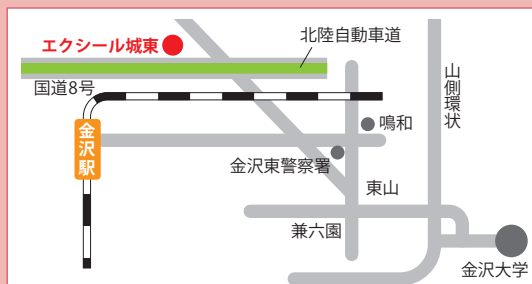 エクシール城東
北陸自動車道
国道8号
山側環状
鳴和
金沢駅
金沢東警察署
東山
兼六園
金沢大学